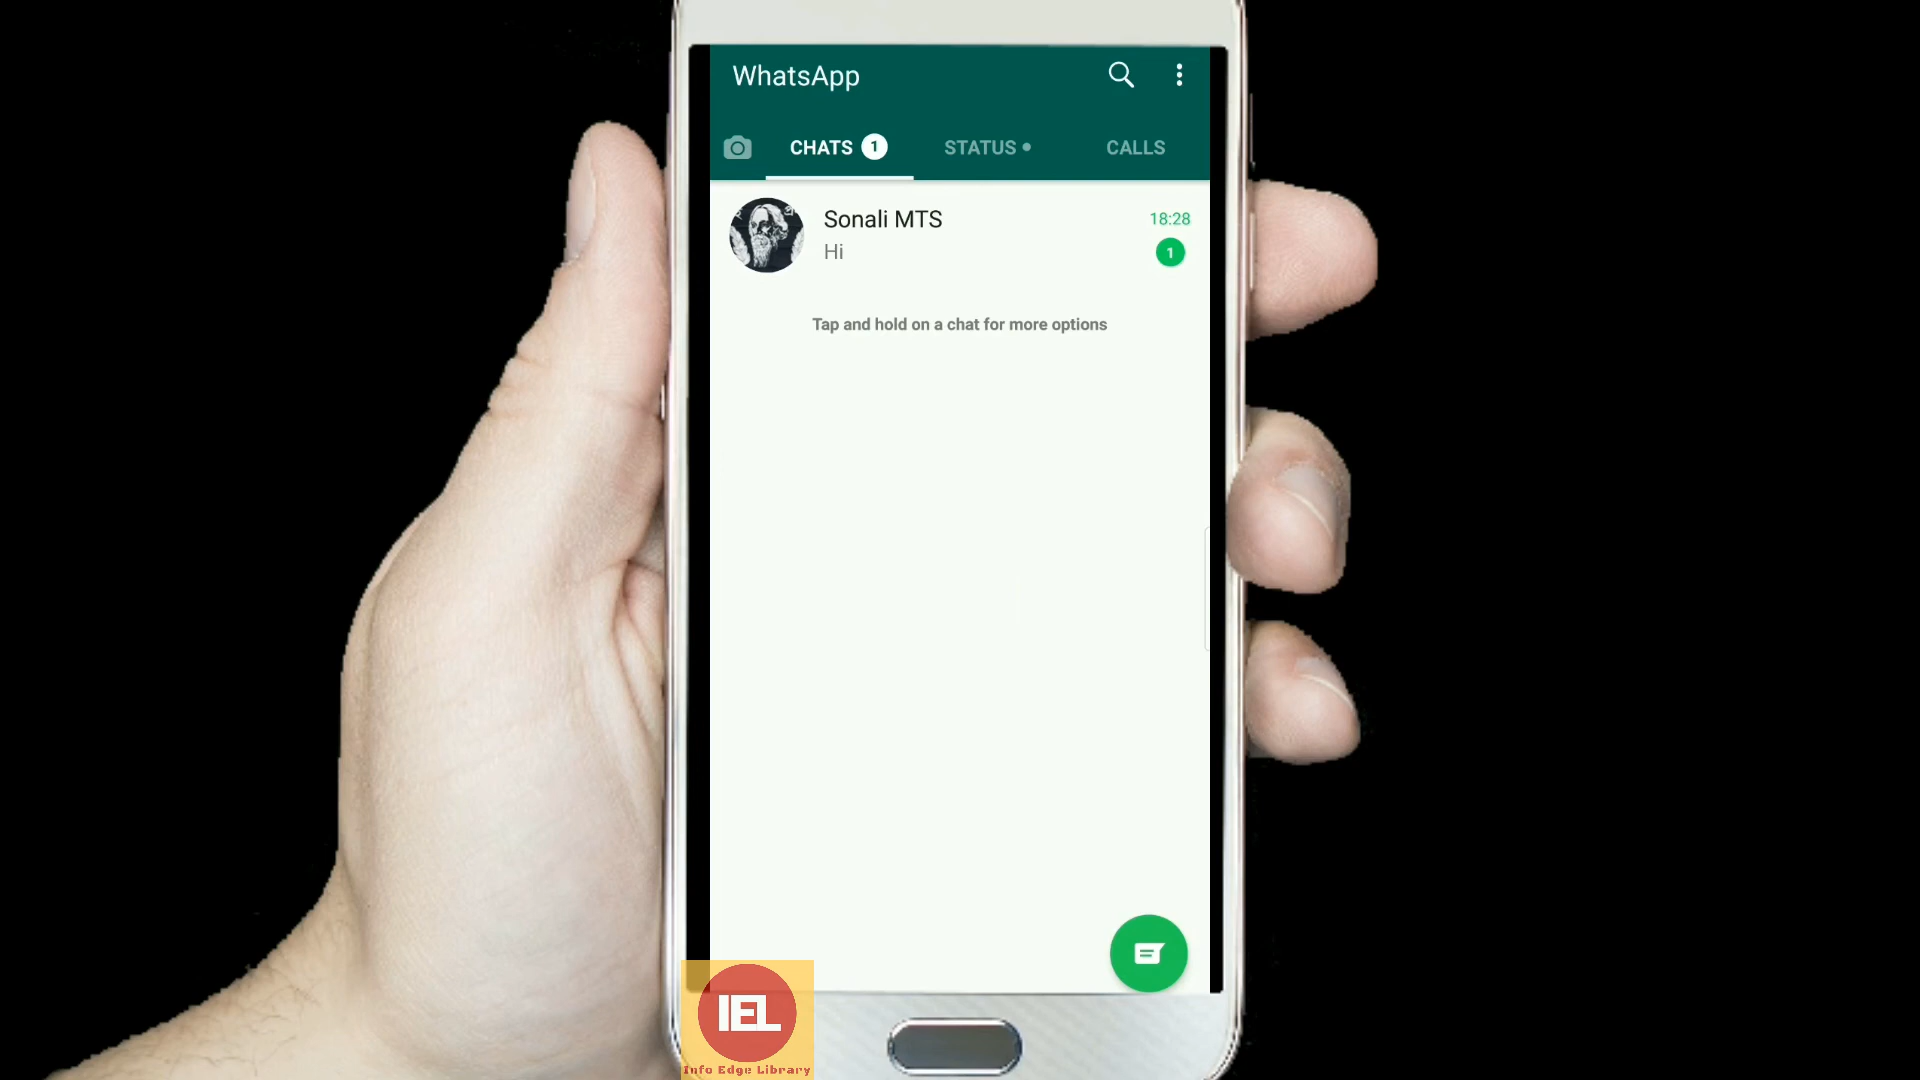 WhatsApp
CHATS 1 STATUS CALLS
Sonali MTS 18:28
Hi 1
Tap and hold on a chat for more options
IEL
Info Edge Library